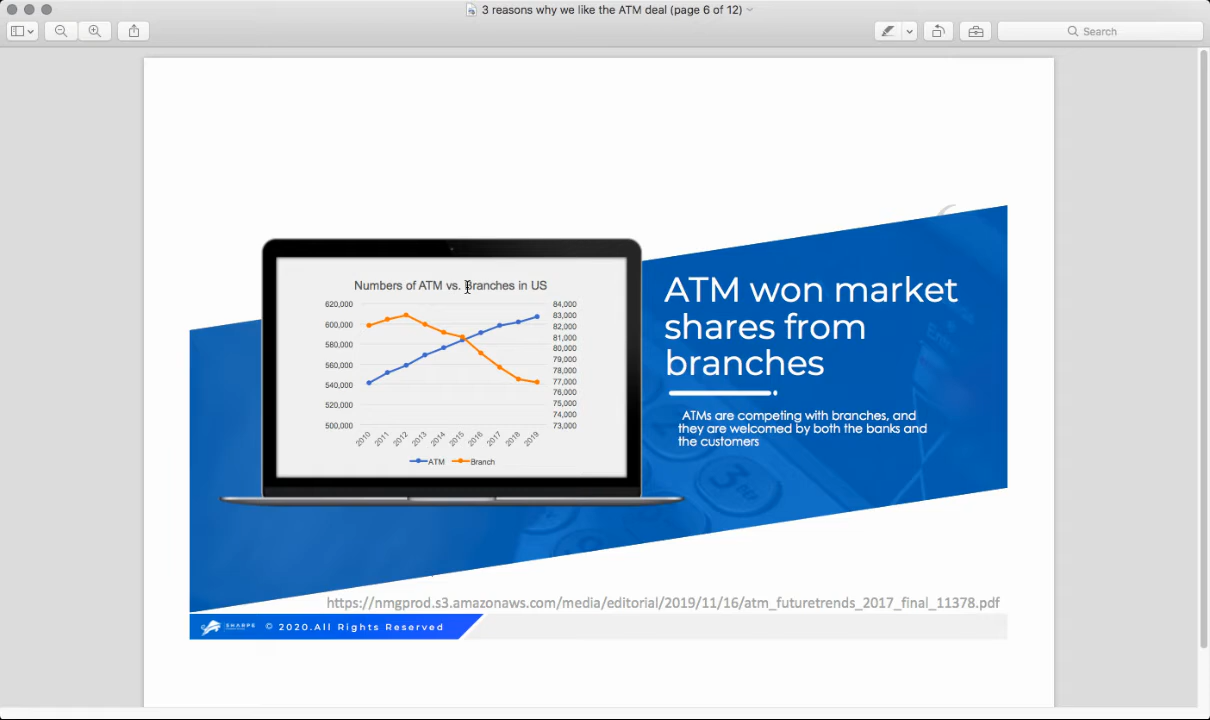 3 reasons why we like the ATM deal (page 6 of 12)
Search
Numbers of ATM vs. Branches in US
620,000
600,000
580,000
560,000
540,000
520,000
500,000
84,000
83,000
82,000
81,000
80,000
79,000
78,000
77,000
76,000
75,000
74,000
73,000
2010 2011 2012 2013 2014 2015 2016 2017 2018 2019
ATM Branch
ATM won market
shares from
branches
ATMs are competing with branches, and
they are welcomed by both the banks and
the customers
https://nmgprod.s3.amazonaws.com/media/editorial/2019/11/16/atm_futuretrends_2017_final_11378.pdf
SHARPE © 2020.All Rights Reserved